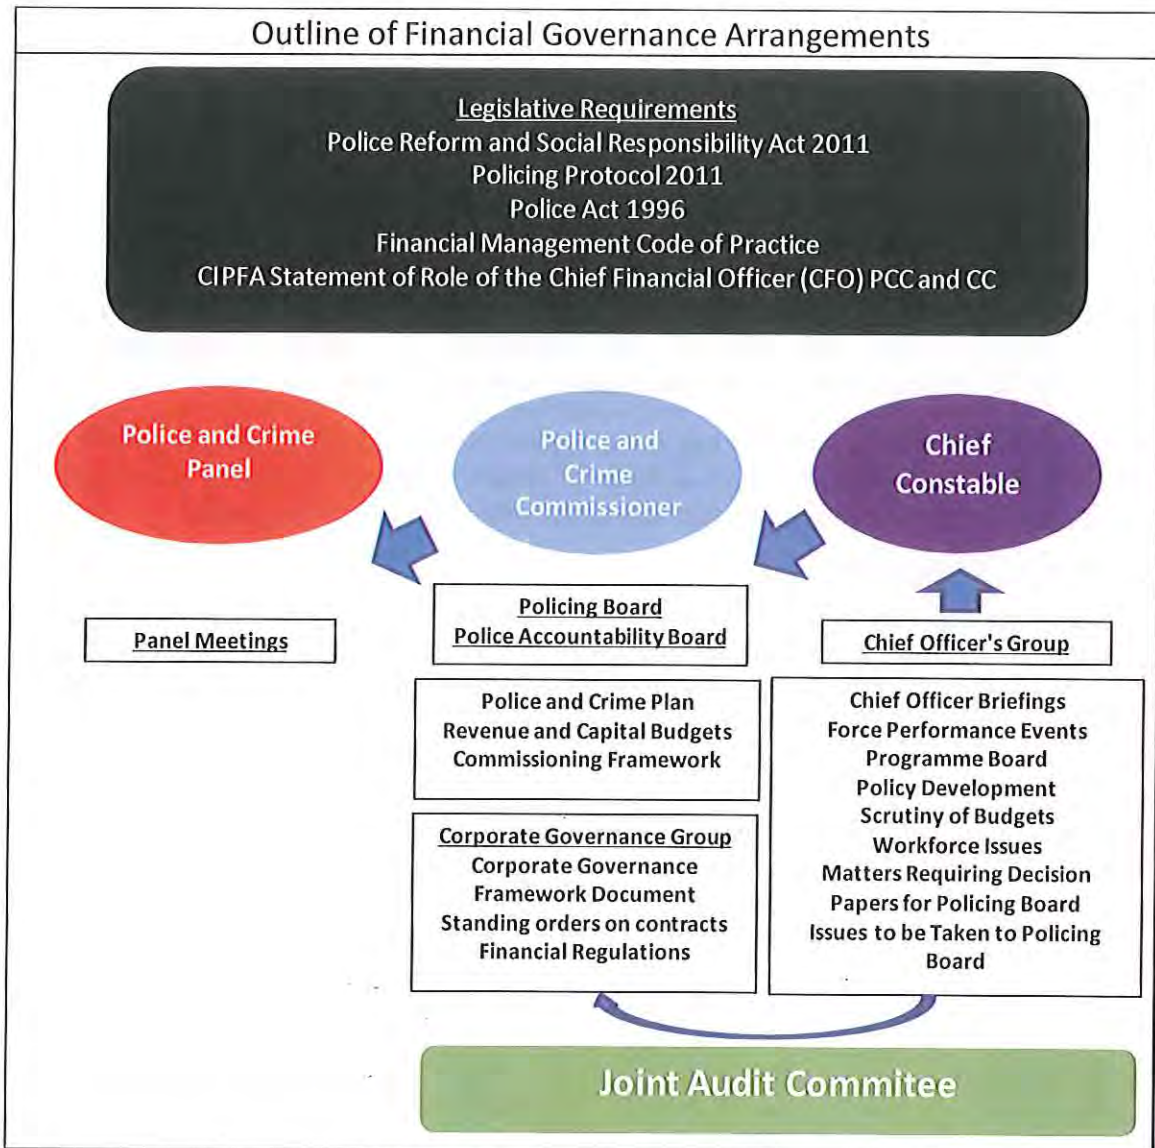 Outline of Financial Governance Arrangements
Legislative Requirements
Police Reform and Social Responsibility Act 2011
Policing Protocol 2011
Police Act 1996
Financial Management Code of Practice
CIPFA Statement of Role of the Chief Financial Officer (CFO) PCC and CC
Police and Crime
Panel
Police and
Crime
Commissioner
Chief
Constable
Panel Meetings
Policing Board
Police Accountability Board
Police and Crime Plan
Revenue and Capital Budgets
Commissioning Framework
Corporate Governance Group
Corporate Governance
Framework Document
Standing orders on contracts
Financial Regulations
Chief Officer's Group
Chief Officer Briefings
Force Performance Events
Programme Board
Policy Development
Scrutiny of Budgets
Workforce Issues
Matters Requiring Decision
Papers for Policing Board
Issues to be Taken to Policing
Board
Joint Audit Commitee